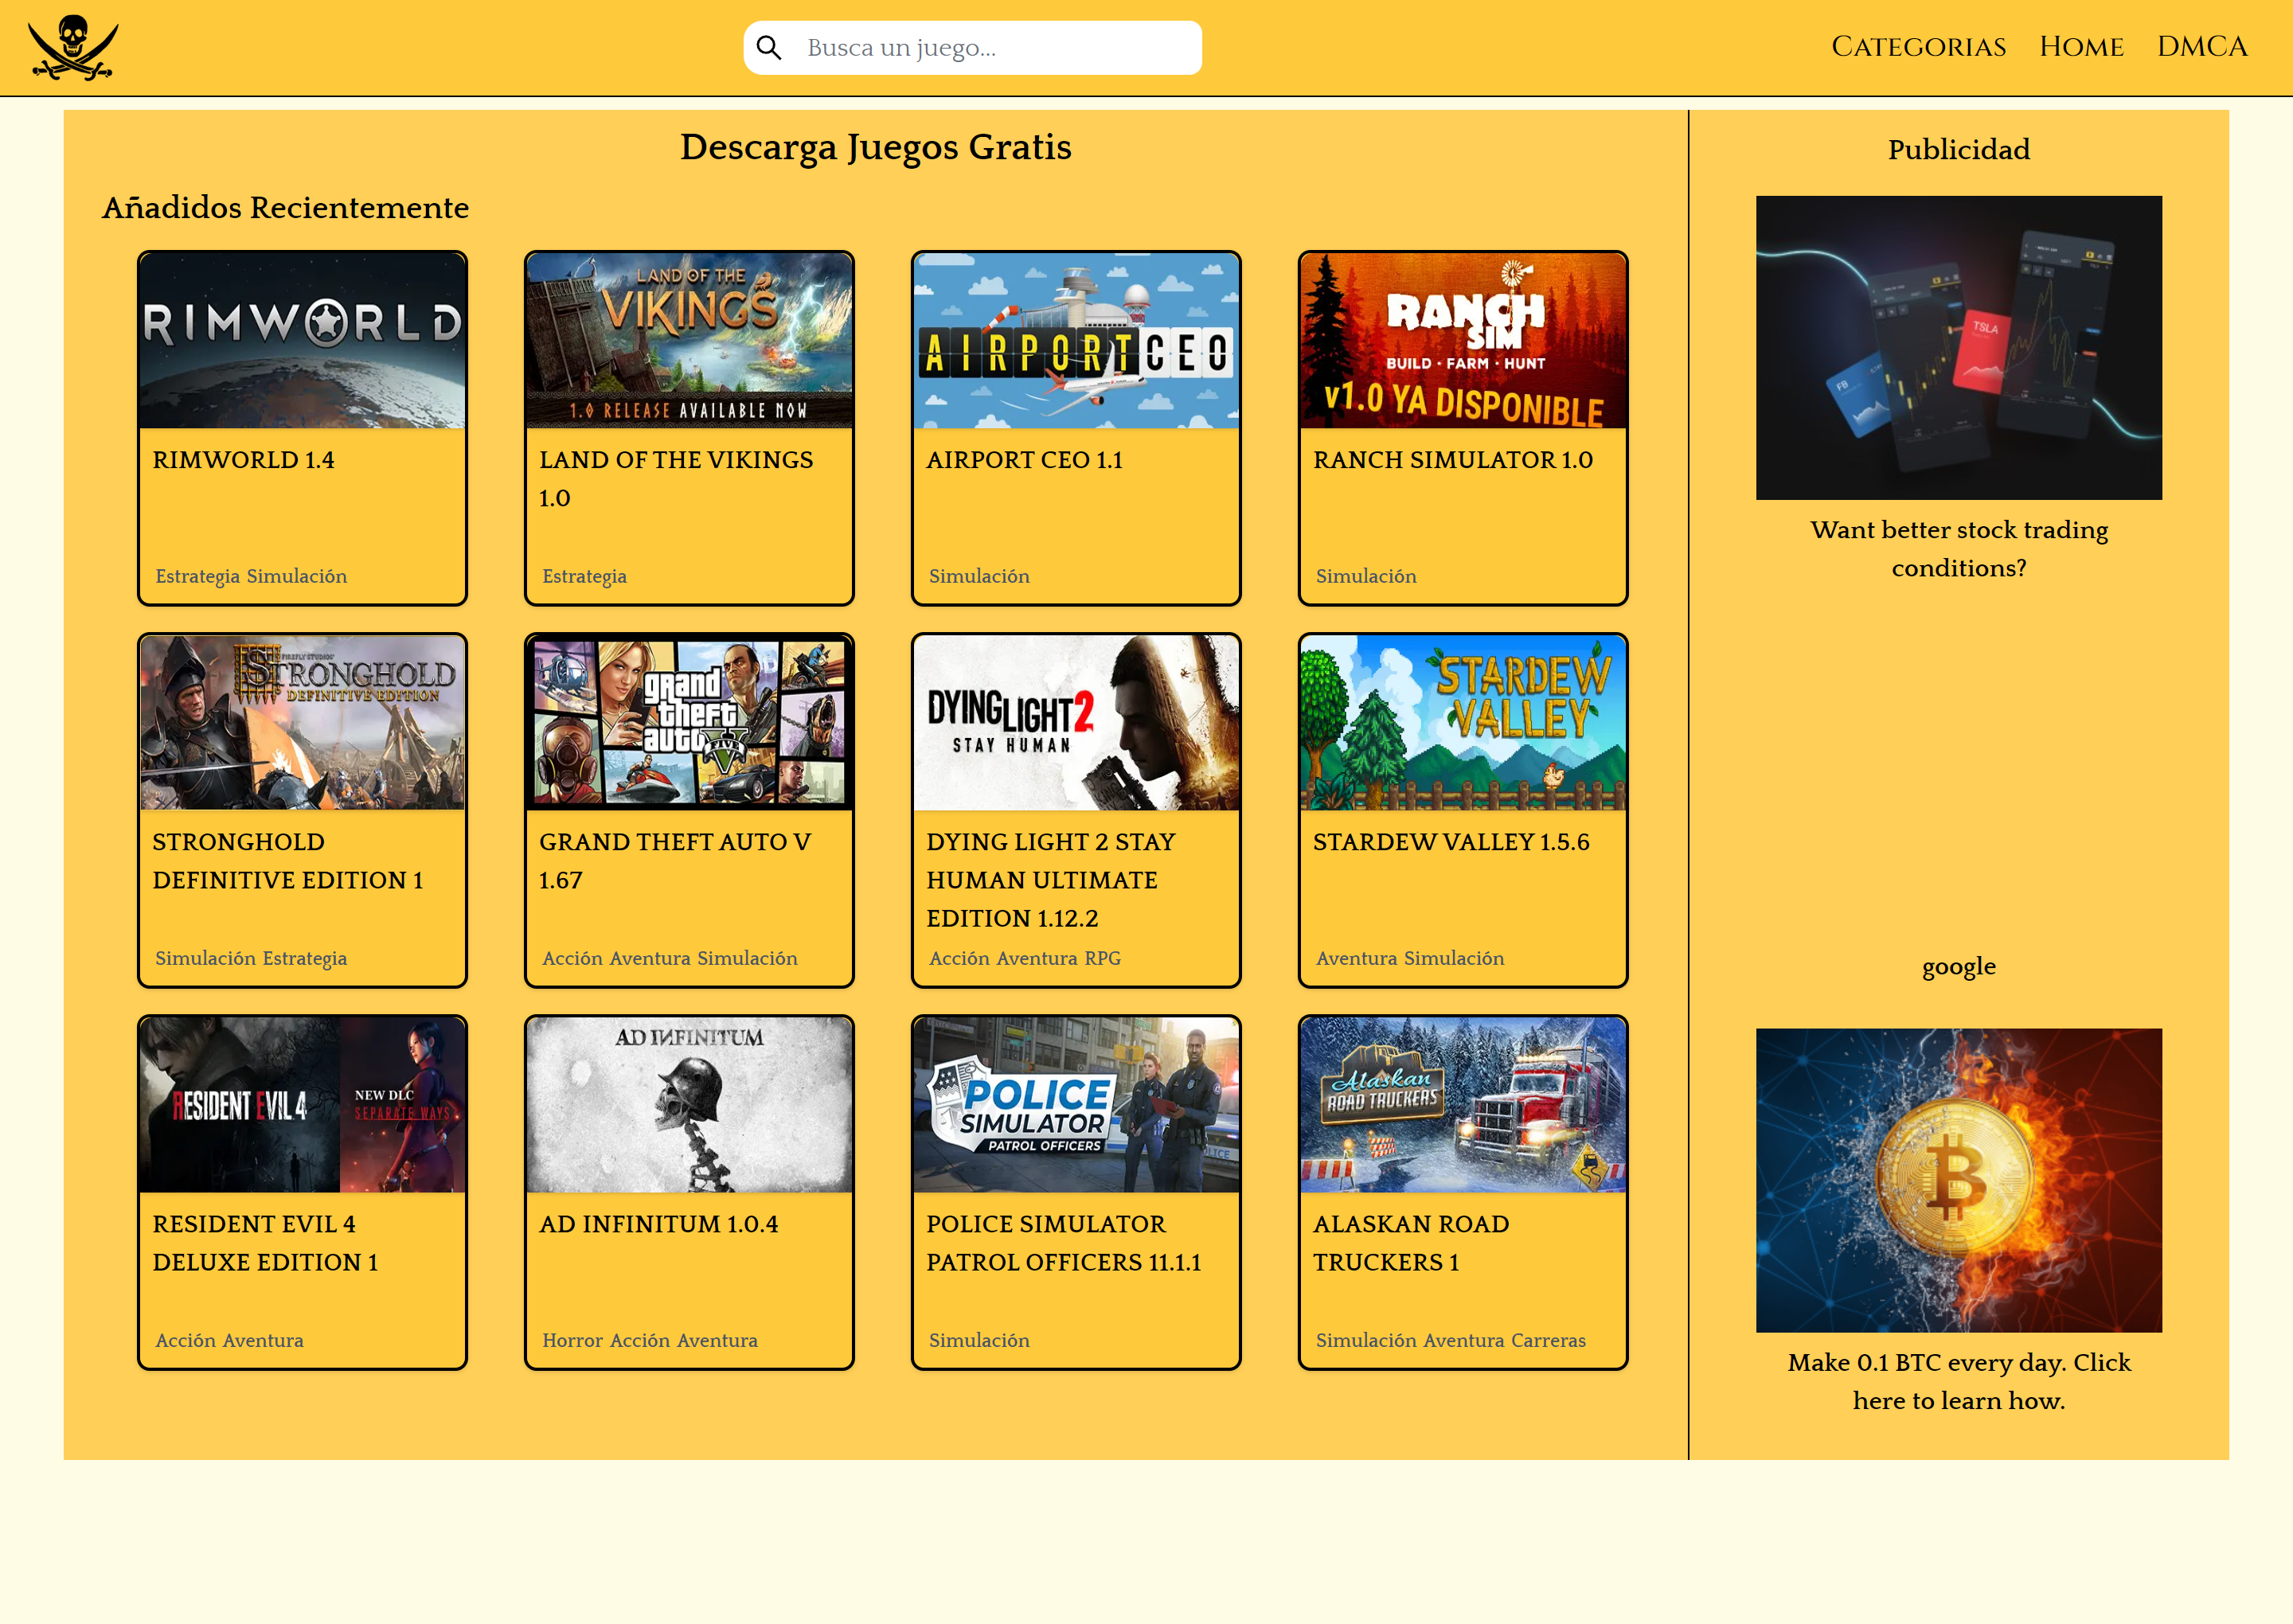 Busca un juego...
Categorias Home DMCA
Descarga Juegos Gratis
Añadidos Recientemente
RIMWORLD
RIMWORLD 1.4
Estrategia Simulación
LAND OF THE
VIKINGS
1.0 RELEASE AVAILABLE NOW
LAND OF THE VIKINGS
1.0
Estrategia
AIRPORTCEO
AIRPORT CEO 1.1
Simulación
RANCH
SIM
BUILD · FARM · HUNT
v1.0 YA DISPONIBLE
RANCH SIMULATOR 1.0
Simulación
FIREFLY STUDIOS'
STRONGHOLD
DEFINITIVE EDITION
STRONGHOLD
DEFINITIVE EDITION 1
Simulación Estrategia
grand
theft
auto
FIVE
V
GRAND THEFT AUTO V
1.67
Acción Aventura Simulación
DYING LIGHT 2
STAY HUMAN
DYING LIGHT 2 STAY
HUMAN ULTIMATE
EDITION 1.12.2
Acción Aventura RPG
STARDEW
VALLEY
STARDEW VALLEY 1.5.6
Aventura Simulación
RESIDENT EVIL 4
NEW DLC
SEPARATE WAYS
RESIDENT EVIL 4
DELUXE EDITION 1
Acción Aventura
AD INFINITUM
AD INFINITUM 1.0.4
Horror Acción Aventura
POLICE
SIMULATOR
PATROL OFFICERS
POLICE SIMULATOR
PATROL OFFICERS 11.1.1
Simulación
Alaskan
ROAD TRUCKERS
ALASKAN ROAD
TRUCKERS 1
Simulación Aventura Carreras
Publicidad
FB
TSLA
Want better stock trading
conditions?
google
Make 0.1 BTC every day. Click
here to learn how.